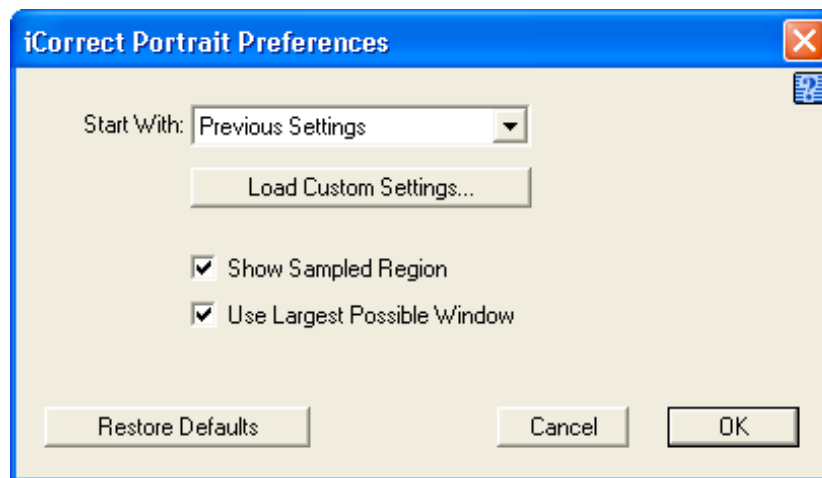 iCorrect Portrait Preferences
Start With: Previous Settings
Load Custom Settings...
Show Sampled Region
Use Largest Possible Window
Restore Defaults Cancel OK